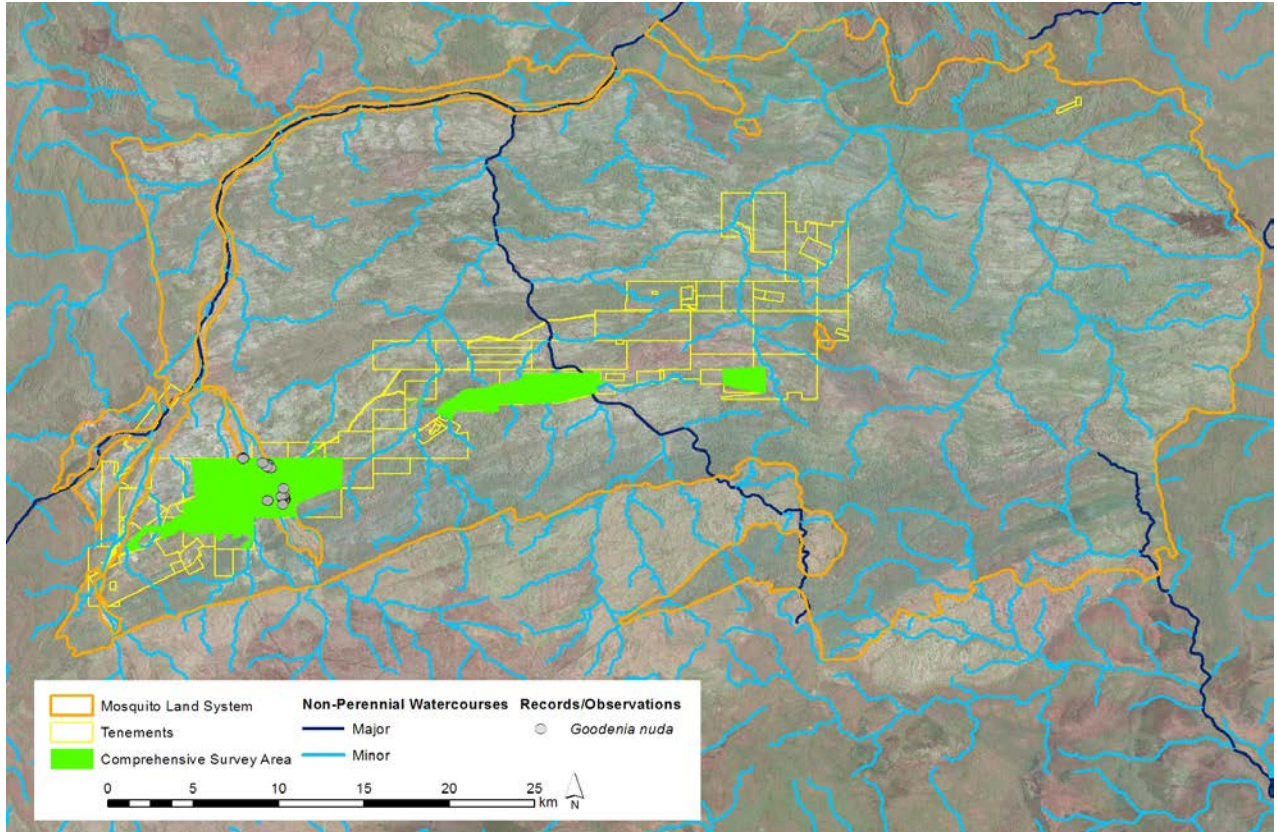 Mosquito Land System
Tenements
Comprehensive Survey Area
Non-Perennial Watercourses
Major
Minor
Records/Observations
Goodenia nuda
0 5 10 15 20 25
km
N